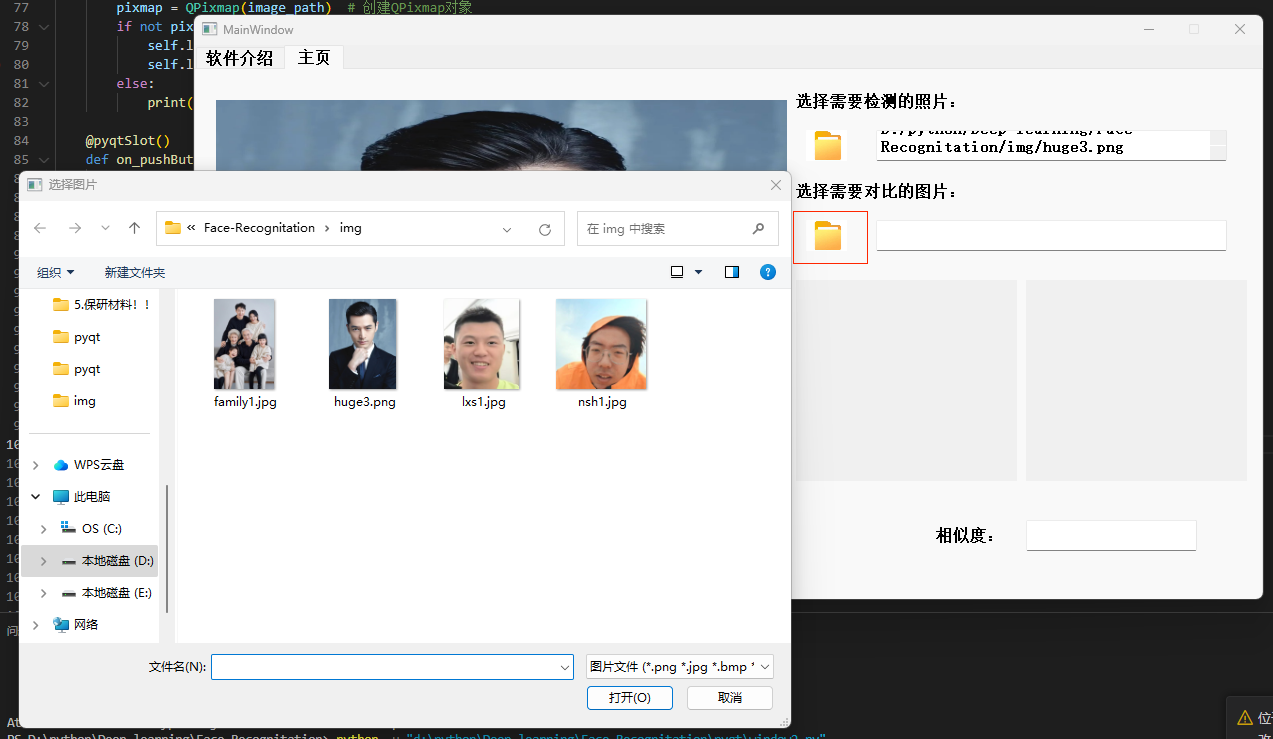 77 pixmap = QPixmap(image_path) # 创建QPixmap对象
78 if not pix
79 self.l
80 self.l
81 else:
82 print(
83
84 @pyqtSlot()
85 def on_pushBut
MainWindow
软件介绍 主页
选择需要检测的照片：
D:/python/Deep-learning/Face-
Recognitation/img/huge3.png
选择需要对比的图片：
相似度：
选择图片
« Face-Recognitation › img
在 img 中搜索
组织 新建文件夹
5.保研材料！！
pyqt
pyqt
img
WPS云盘
此电脑
OS (C:)
本地磁盘 (D:)
本地磁盘 (E:)
网络
family1.jpg huge3.png lxs1.jpg nsh1.jpg
文件名(N):
图片文件 (*.png *.jpg *.bmp *
打开(O) 取消
PS D:\python\Deep-learning\Face-Recognitation> python -u "d:\python\Deep-learning\Face-Recognitation\pyqt\window2.py"